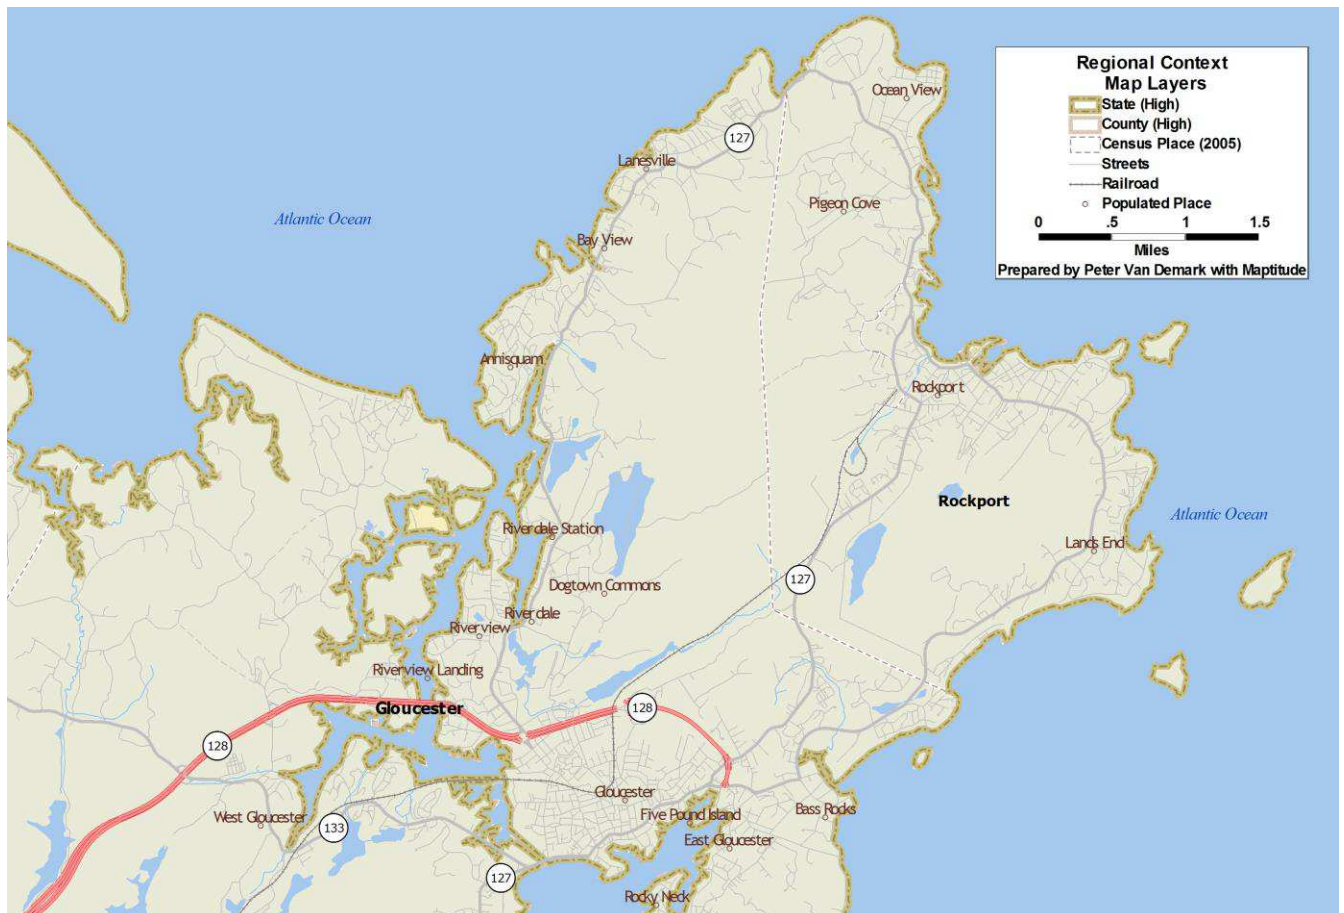 Regional Context
Map Layers
State (High)
County (High)
Census Place (2005)
Streets
Railroad
Populated Place
0 .5 1 1.5
Miles
Prepared by Peter Van Demark with Maptitude
Ocean View
127
Lanesville
Pigeon Cove
Atlantic Ocean
Bay View
Annisquam
Rockport
Rockport
Atlantic Ocean
Riverdale Station
Lands End
Dogtown Commons
127
Riverdale
Riverview
Riverview Landing
Gloucester
128
128
Gloucester
West Gloucester
Five Pound Island
Bass Rocks
133
East Gloucester
127
Rocky Neck